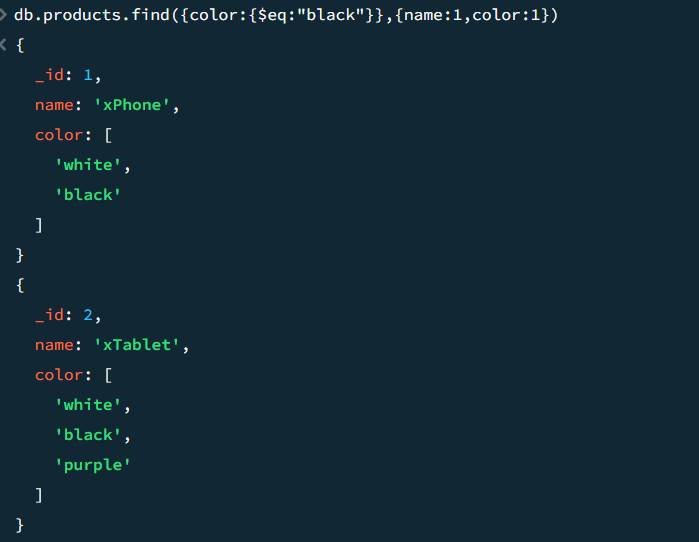 > db.products.find({color:{$eq:"black"}},{name:1,color:1})
< {
_id: 1,
name: 'xPhone',
color: [
'white',
'black'
]
}
{
_id: 2,
name: 'xTablet',
color: [
'white',
'black',
'purple'
]
}